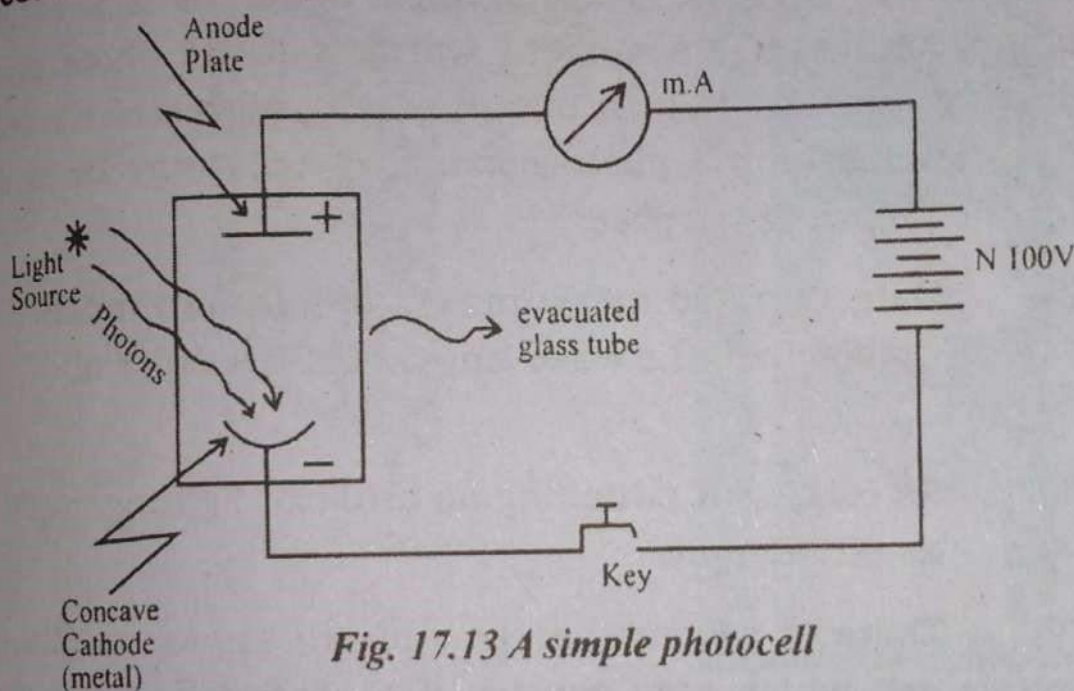 Anode
Plate
m.A
+
Light
Source
Photons
evacuated
glass tube
N 100V
−
Key
Concave
Cathode
(metal)
Fig. 17.13 A simple photocell